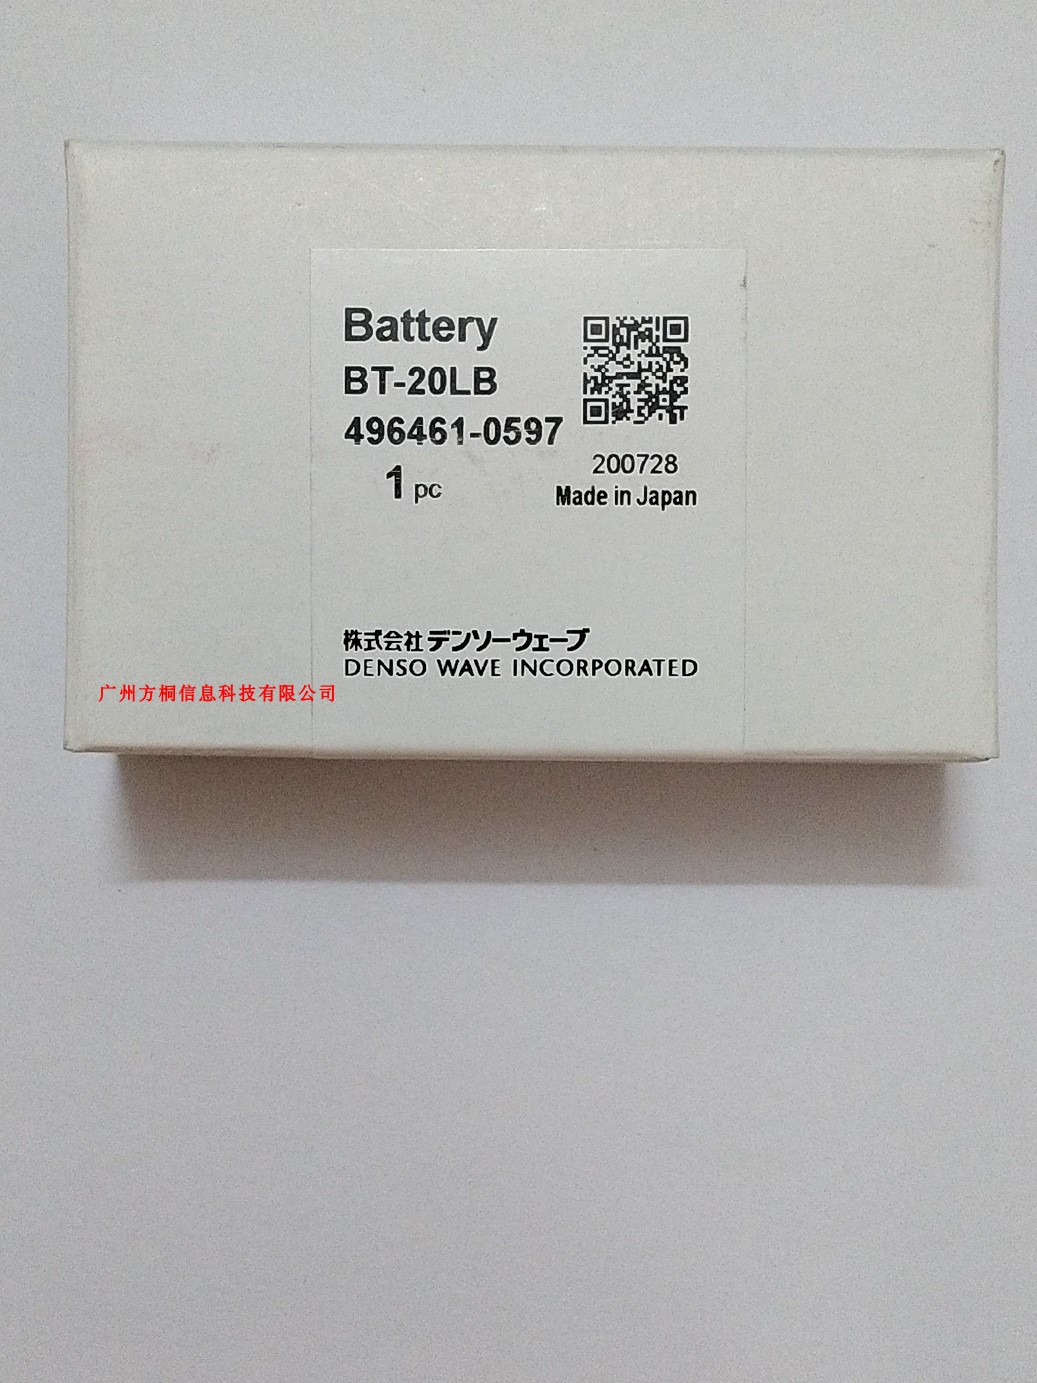 Battery
BT-20LB
496461-0597
1 pc
200728
Made in Japan
株式会社デンソーウェーブ
DENSO WAVE INCORPORATED
广州方桐信息科技有限公司